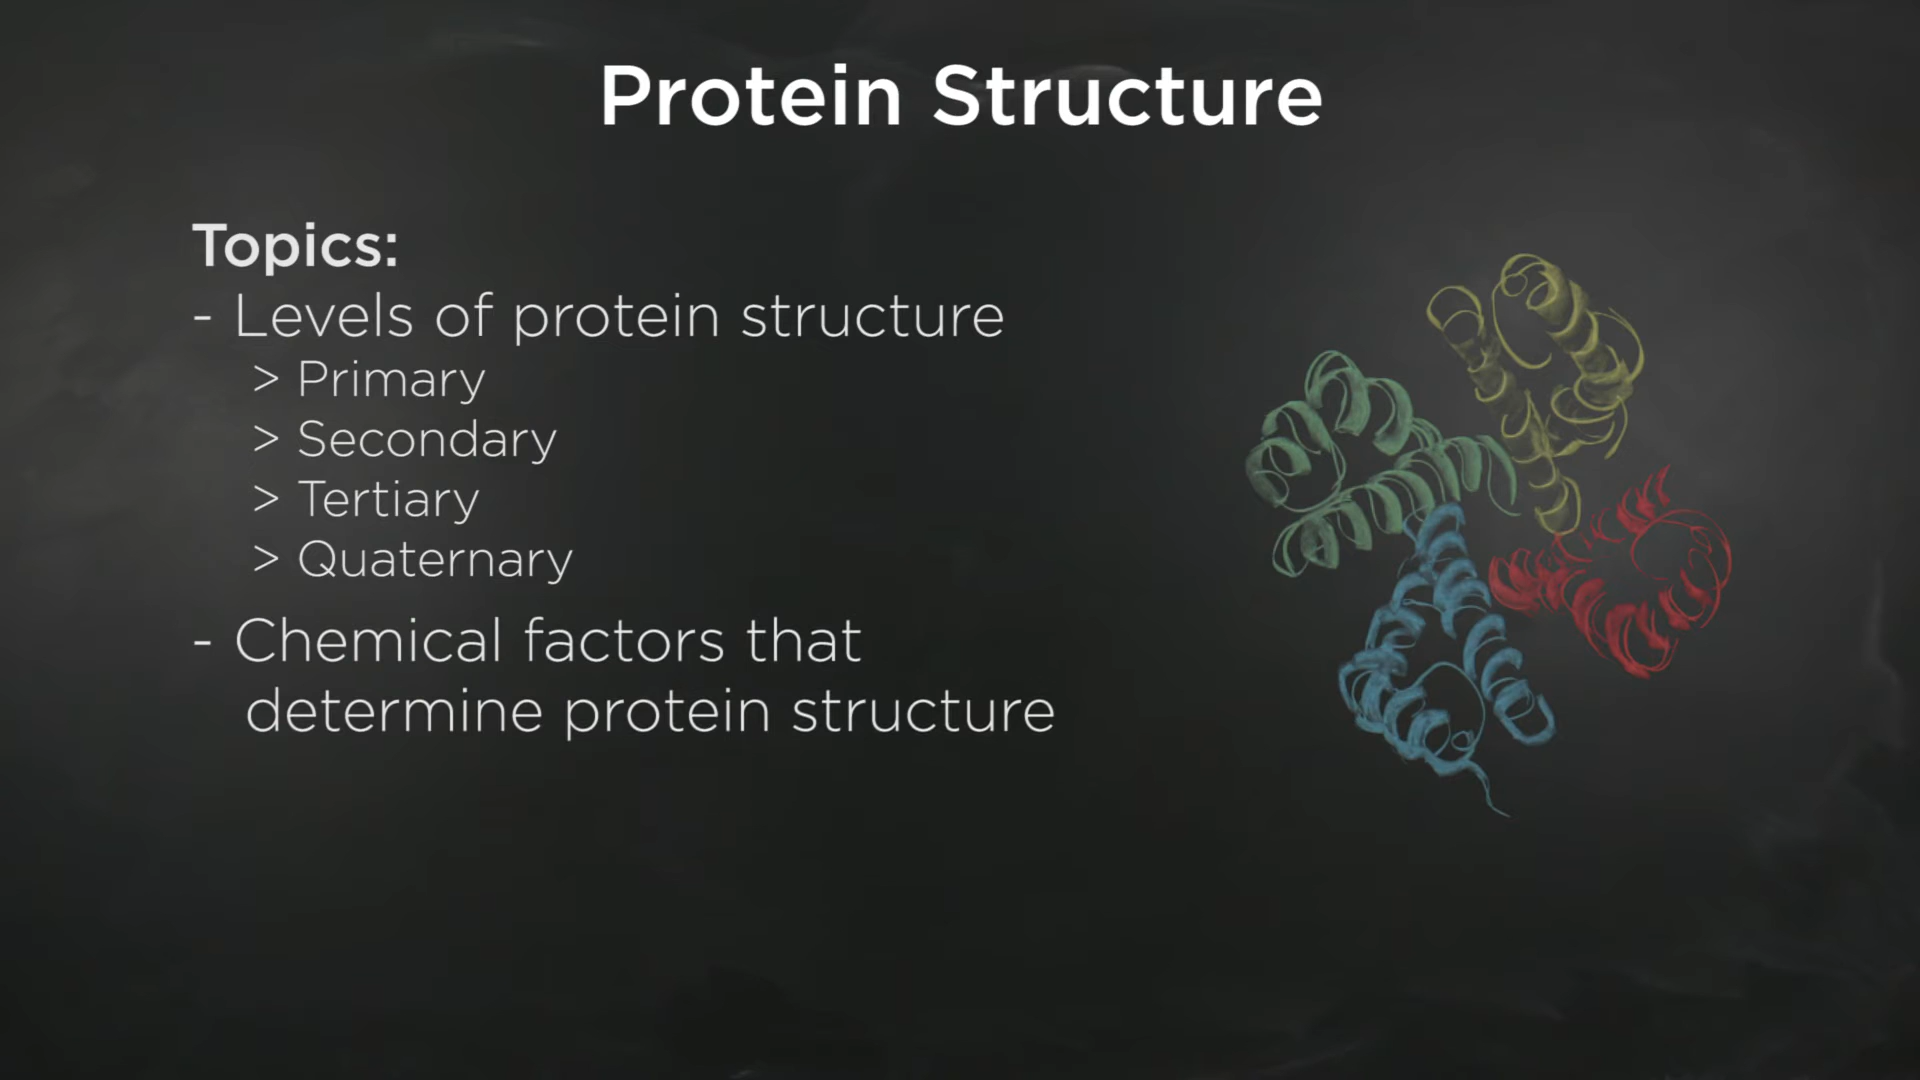 Protein Structure
Topics:
- Levels of protein structure
> Primary
> Secondary
> Tertiary
> Quaternary
- Chemical factors that
determine protein structure